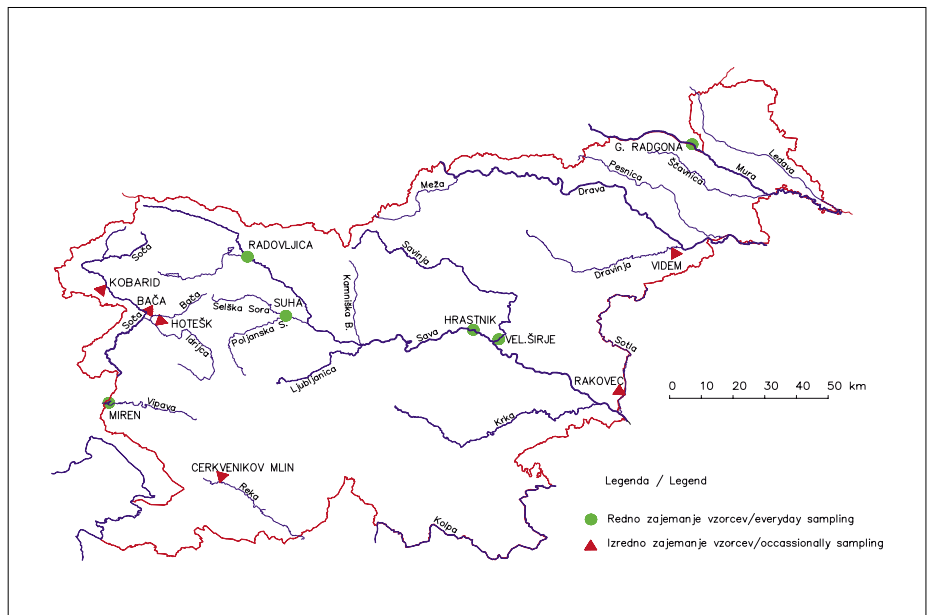 G. RADGONA
Pesnica
Ščavnica
Mura
Ledava
Meža
Drava
Soča
RADOVLJICA
Savinja
Dravinja
VIDEM
KOBARID
BAČA
Bača
Soča
HOTEŠK
Idrijca
Selška Sora
SUHA
Poljanska S.
Kamniška B.
HRASTNIK
Sava
VEL.ŠIRJE
Sotla
Ljubljanica
RAKOVEC
0 10 20 30 40 50 km
MIREN
Vipava
Krka
CERKVENIKOV MLIN
Reka
Kolpa
Legenda / Legend
Redno zajemanje vzorcev/everyday sampling
Izredno zajemanje vzorcev/occassionally sampling